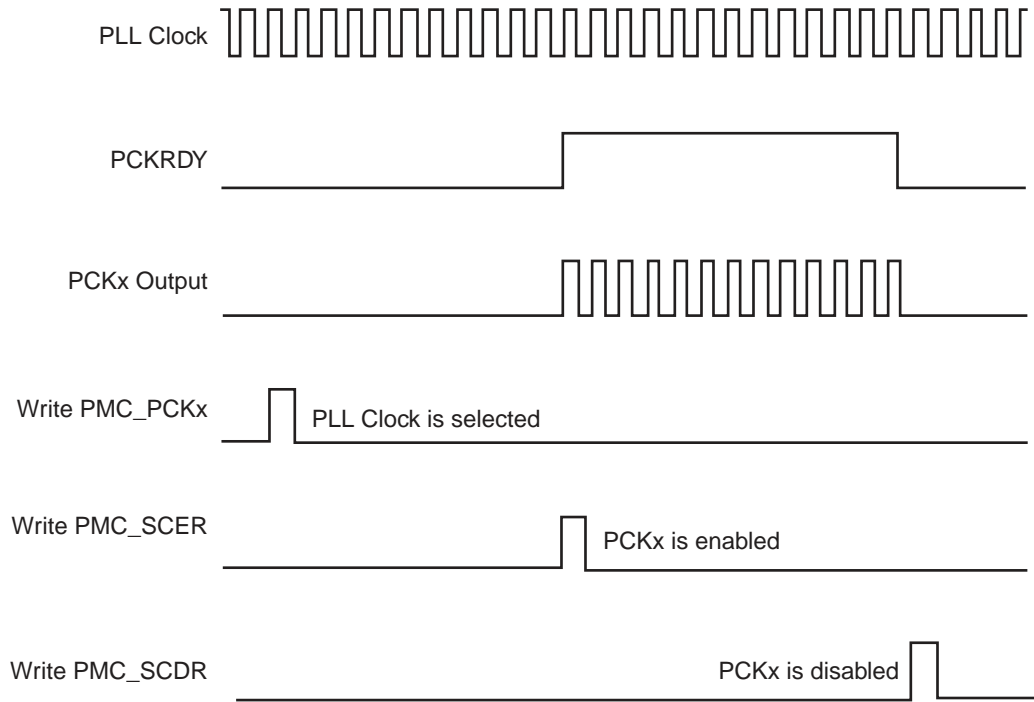 PLL Clock
PCKRDY
PCKx Output
Write PMC_PCKx
PLL Clock is selected
Write PMC_SCER
PCKx is enabled
Write PMC_SCDR
PCKx is disabled